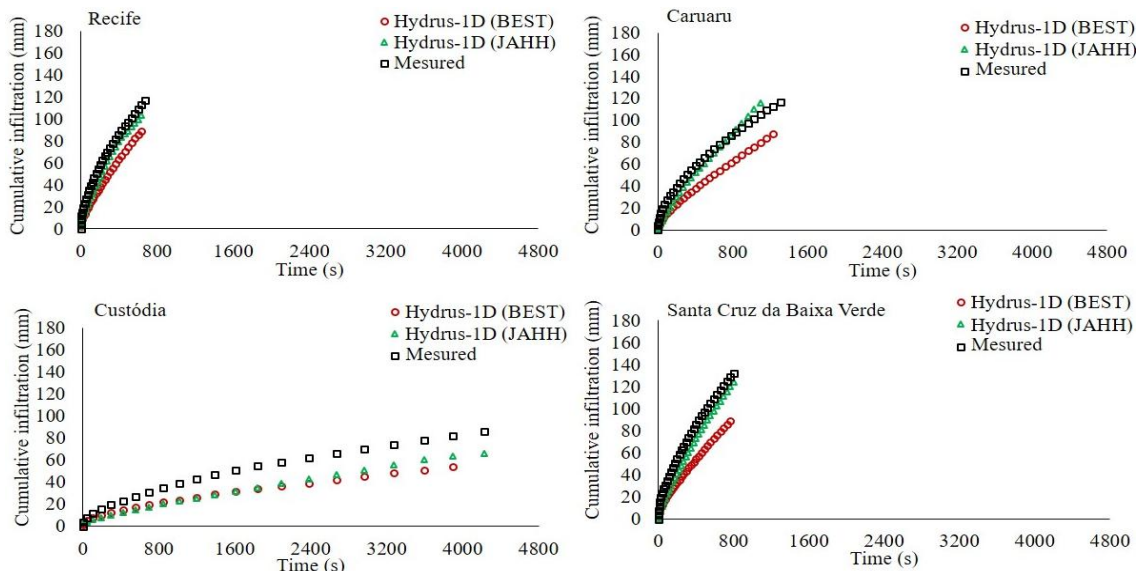 Recife
Hydrus-1D (BEST)
Hydrus-1D (JAHH)
Mesured
Cumulative infiltration (mm)
180
160
140
120
100
80
60
40
20
0
0 800 1600 2400 3200 4000 4800
Time (s)
Caruaru
Hydrus-1D (BEST)
Hydrus-1D (JAHH)
Mesured
Cumulative infiltration (mm)
180
160
140
120
100
80
60
40
20
0
0 800 1600 2400 3200 4000 4800
Time (s)
Custódia
Hydrus-1D (BEST)
Hydrus-1D (JAHH)
Mesured
Cumulative infiltration (mm)
180
160
140
120
100
80
60
40
20
0
0 800 1600 2400 3200 4000 4800
Time (s)
Santa Cruz da Baixa Verde
Hydrus-1D (BEST)
Hydrus-1D (JAHH)
Mesured
Cumulative infiltration (mm)
180
160
140
120
100
80
60
40
20
0
0 800 1600 2400 3200 4000 4800
Time (s)